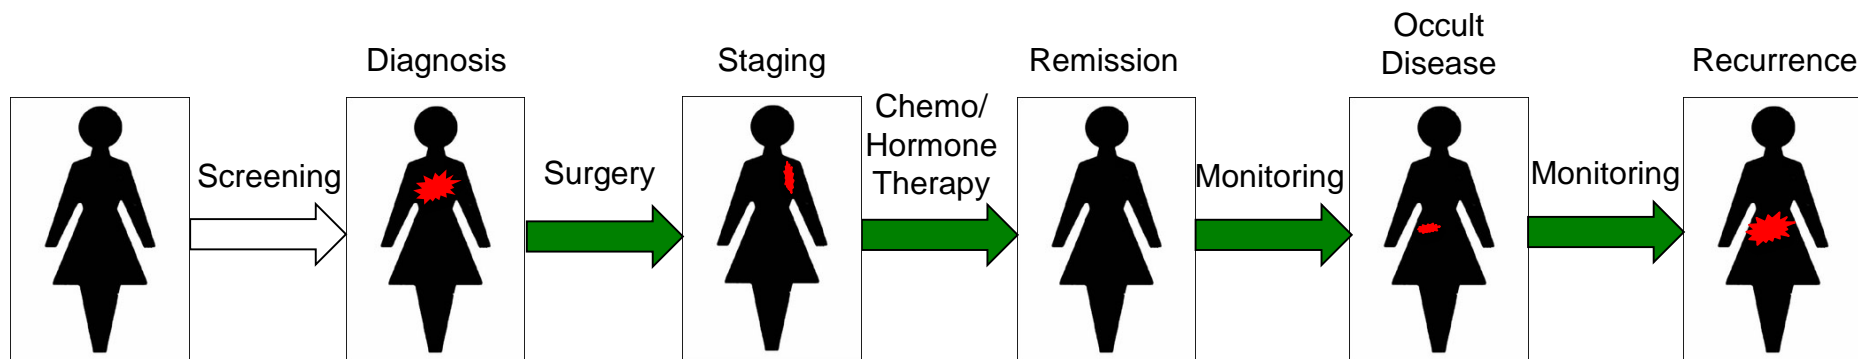 Screening
Diagnosis
Surgery
Staging
Chemo/
Hormone
Therapy
Remission
Monitoring
Occult
Disease
Monitoring
Recurrence